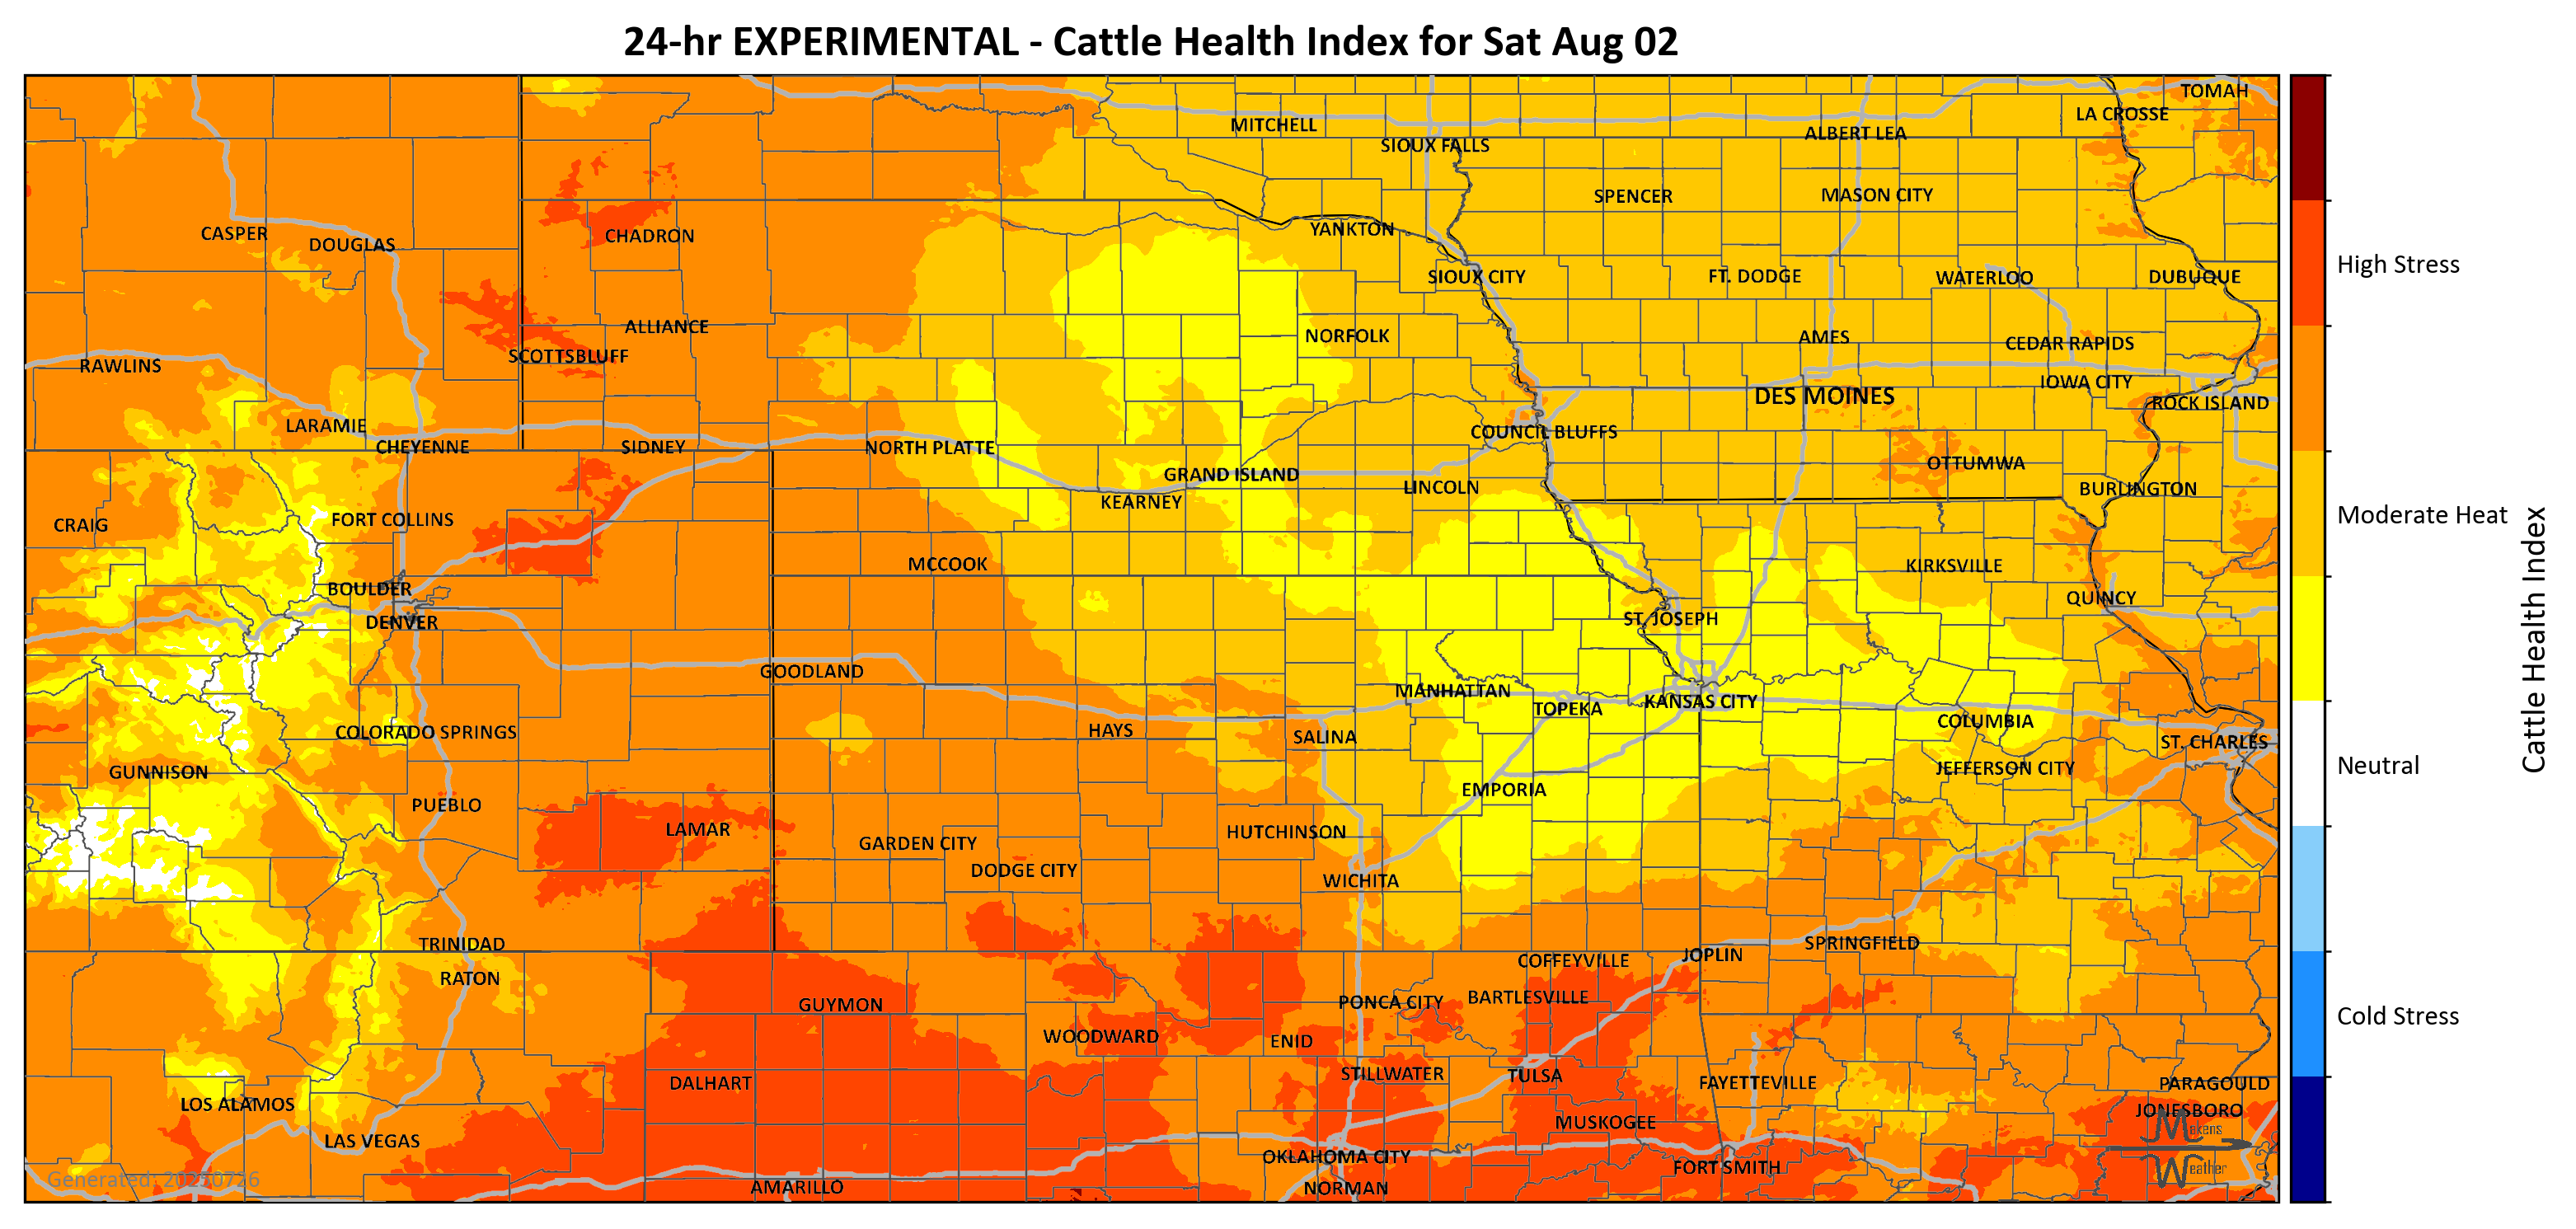 24-hr EXPERIMENTAL - Cattle Health Index for Sat Aug 02
TOMAH
LA CROSSE
MITCHELL
ALBERT LEA
SIOUX FALLS
SPENCER
MASON CITY
CASPER
DOUGLAS
CHADRON
YANKTON
SIOUX CITY
FT. DODGE
WATERLOO
DUBUQUE
High Stress
ALLIANCE
NORFOLK
AMES
CEDAR RAPIDS
SCOTTSBLUFF
RAWLINS
IOWA CITY
DES MOINES
ROCK ISLAND
LARAMIE
COUNCIL BLUFFS
CHEYENNE
SIDNEY
NORTH PLATTE
OTTUMWA
GRAND ISLAND
LINCOLN
BURLINGTON
KEARNEY
CRAIG
FORT COLLINS
Moderate Heat
MCCOOK
KIRKSVILLE
BOULDER
QUINCY
DENVER
ST. JOSEPH
Cattle Health Index
GOODLAND
MANHATTAN
TOPEKA
KANSAS CITY
COLUMBIA
COLORADO SPRINGS
HAYS
SALINA
ST. CHARLES
GUNNISON
JEFFERSON CITY
Neutral
PUEBLO
EMPORIA
LAMAR
GARDEN CITY
HUTCHINSON
DODGE CITY
WICHITA
TRINIDAD
SPRINGFIELD
JOPLIN
COFFEYVILLE
RATON
GUYMON
PONCA CITY
BARTLESVILLE
Cold Stress
WOODWARD
ENID
DALHART
STILLWATER
TULSA
FAYETTEVILLE
PARAGOULD
LOS ALAMOS
JONESBORO
MUSKOGEE
Makens
LAS VEGAS
OKLAHOMA CITY
FORT SMITH
Weather
Generated: 20250726
AMARILLO
NORMAN